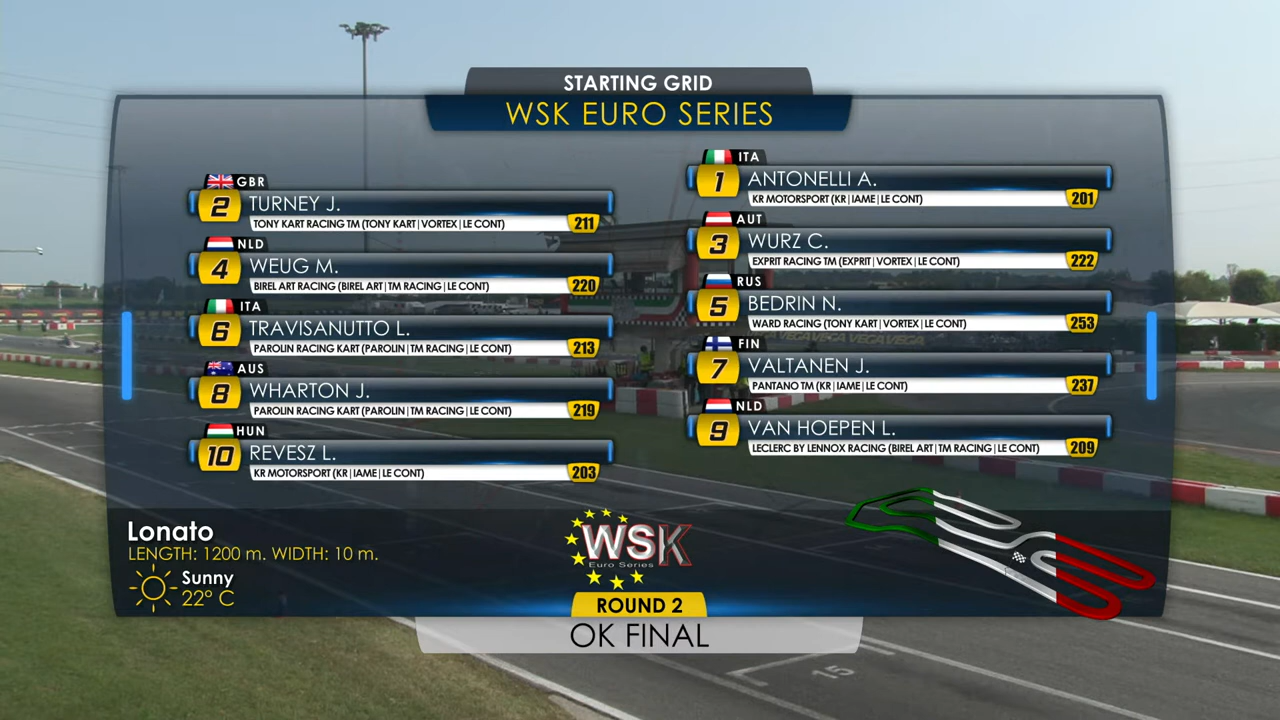 STARTING GRID
WSK EURO SERIES
GBR
2 TURNEY J.
TONY KART RACING TM (TONY KART | VORTEX | LE CONT) 211
NLD
4 WEUG M.
BIREL ART RACING (BIREL ART | TM RACING | LE CONT) 220
ITA
6 TRAVISANUTTO L.
PAROLIN RACING KART (PAROLIN | TM RACING | LE CONT) 213
AUS
8 WHARTON J.
PAROLIN RACING KART (PAROLIN | TM RACING | LE CONT) 219
HUN
10 REVESZ L.
KR MOTORSPORT (KR | IAME | LE CONT) 203
ITA
1 ANTONELLI A.
KR MOTORSPORT (KR | IAME | LE CONT) 201
AUT
3 WURZ C.
EXPRIT RACING TM (EXPRIT | VORTEX | LE CONT) 222
RUS
5 BEDRIN N.
WARD RACING (TONY KART | VORTEX | LE CONT) 253
FIN
7 VALTANEN J.
PANTANO TM (KR | IAME | LE CONT) 237
NLD
9 VAN HOEPEN L.
LECLERC BY LENNOX RACING (BIREL ART | TM RACING | LE CONT) 209
Lonato
LENGTH: 1200 m. WIDTH: 10 m.
Sunny
22° C
WSK
Euro Series
ROUND 2
OK FINAL
15